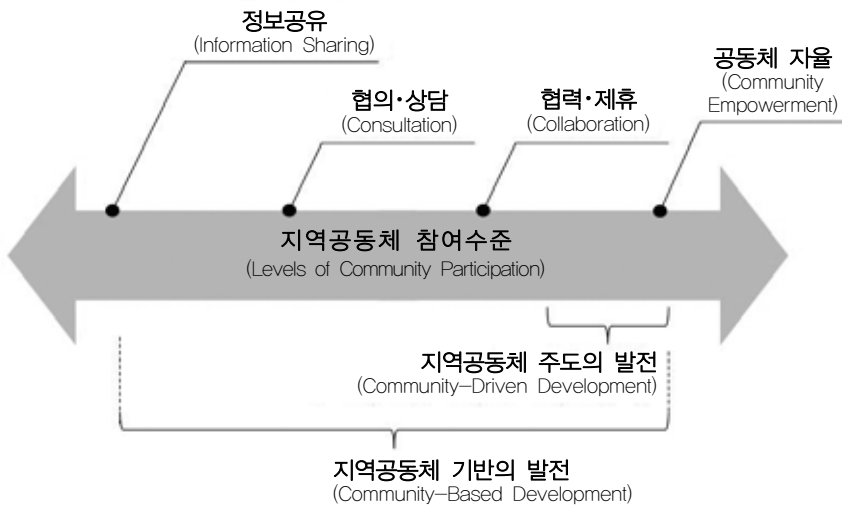 정보공유
(Information Sharing)
협의·상담
(Consultation)
협력·제휴
(Collaboration)
공동체 자율
(Community
Empowerment)
지역공동체 참여수준
(Levels of Community Participation)
지역공동체 주도의 발전
(Community−Driven Development)
지역공동체 기반의 발전
(Community−Based Development)